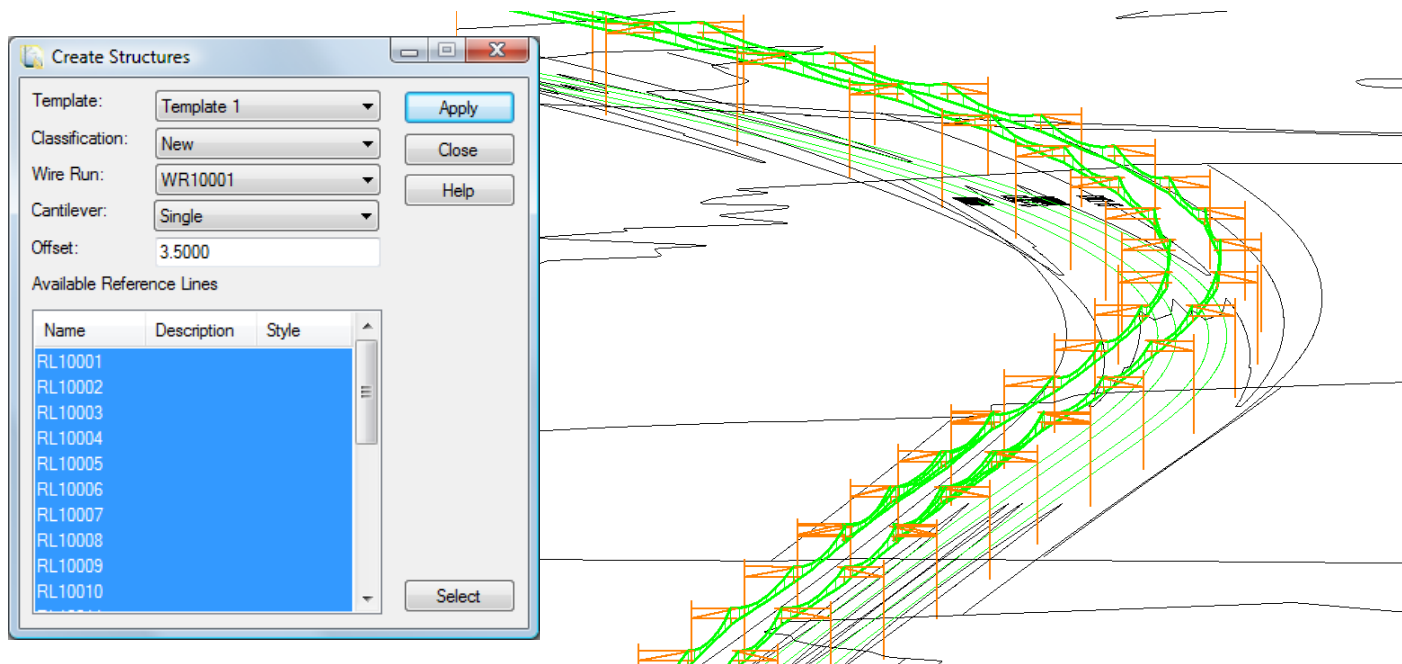 Create Structures
Template: Template 1 Apply
Classification: New Close
Wire Run: WR10001 Help
Cantilever: Single
Offset: 3.5000
Available Reference Lines
Name Description Style
RL10001
RL10002
RL10003
RL10004
RL10005
RL10006
RL10007
RL10008
RL10009
RL10010
Select